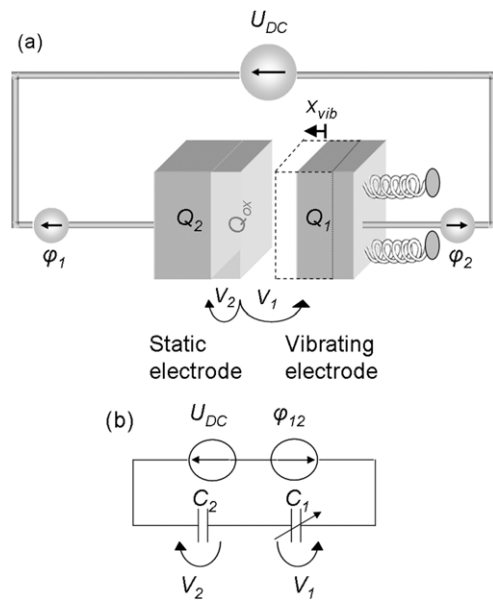 (a)
U_DC
x_vib
Q_2
Q_ox
Q_1
φ_1
φ_2
V_2
V_1
Static
electrode
Vibrating
electrode
(b)
U_DC
φ_12
C_2
C_1
V_2
V_1